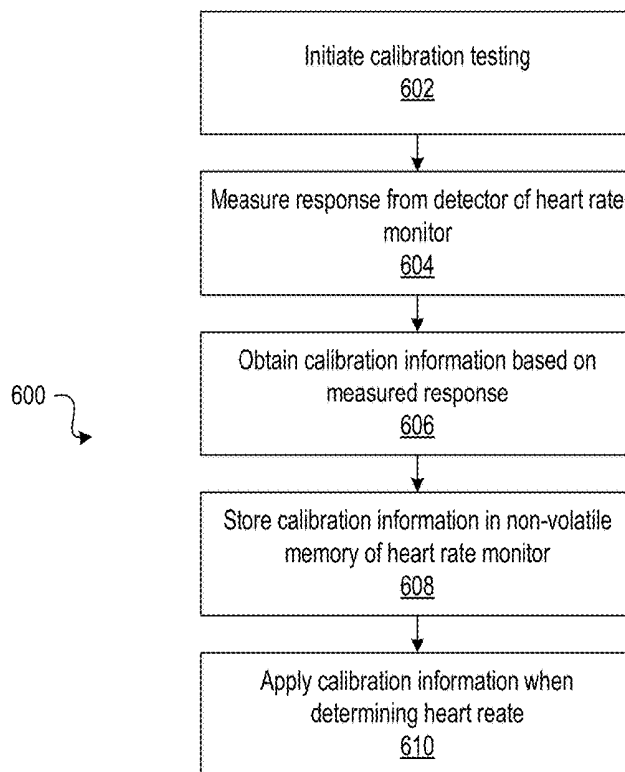 Initiate calibration testing
602
Measure response from detector of heart rate
monitor
604
Obtain calibration information based on
measured response
606
600
Store calibration information in non-volatile
memory of heart rate monitor
608
Apply calibration information when
determining heart reate
610